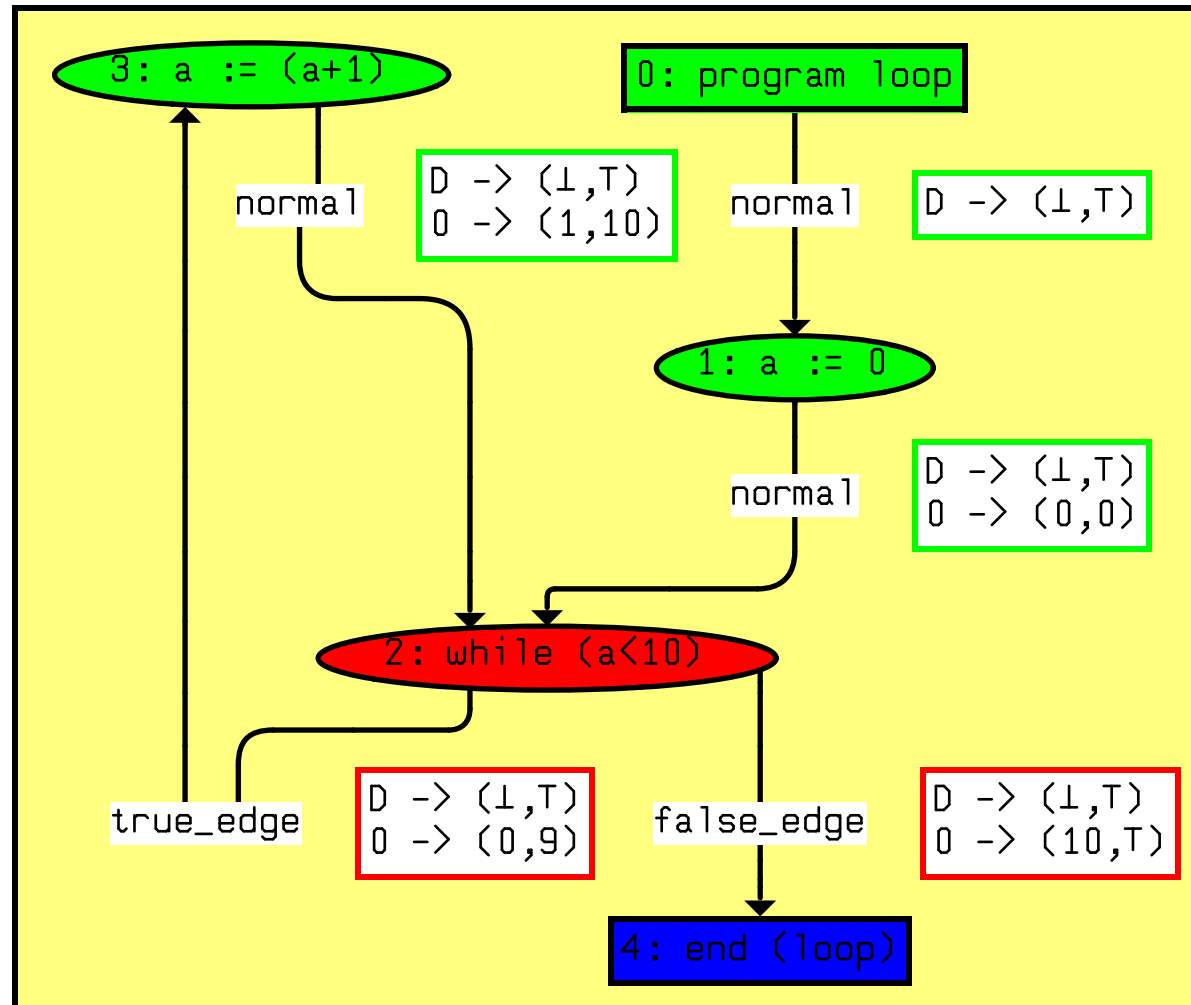 3: a := (a+1)
0: program loop
normal
D -> (⊥,T)
0 -> (1,10)
normal
D -> (⊥,T)
1: a := 0
normal
D -> (⊥,T)
0 -> (0,0)
2: while (a<10)
true_edge
D -> (⊥,T)
0 -> (0,9)
false_edge
D -> (⊥,T)
0 -> (10,T)
4: end (loop)